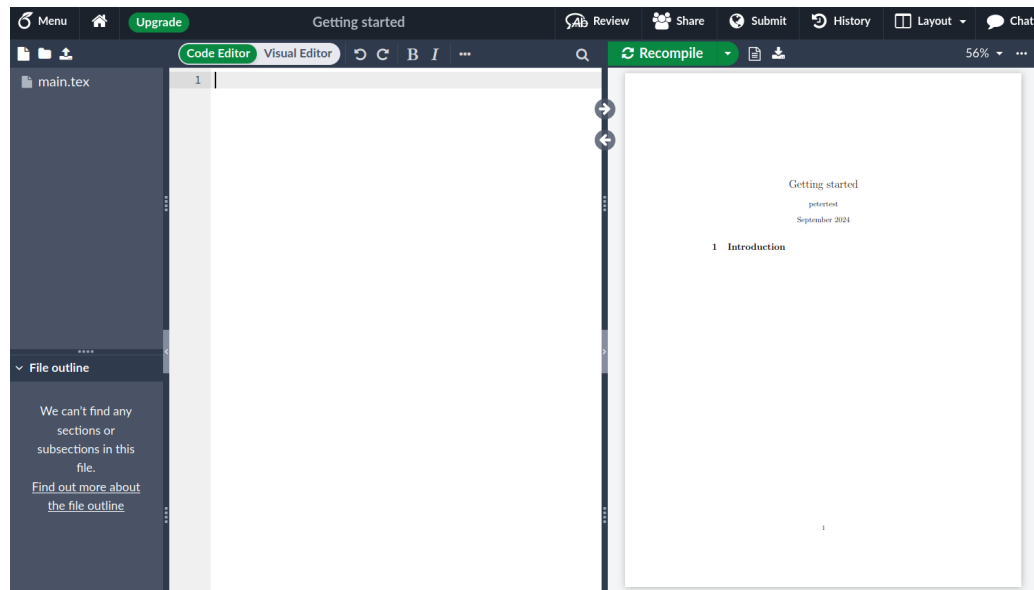 Menu
Upgrade
Getting started
Review
Share
Submit
History
Layout
Chat
Code Editor
Visual Editor
B I
Recompile
56%
main.tex
1
Getting started
petertest
September 2024
1 Introduction
1
File outline
We can't find any
sections or
subsections in this
file.
Find out more about
the file outline